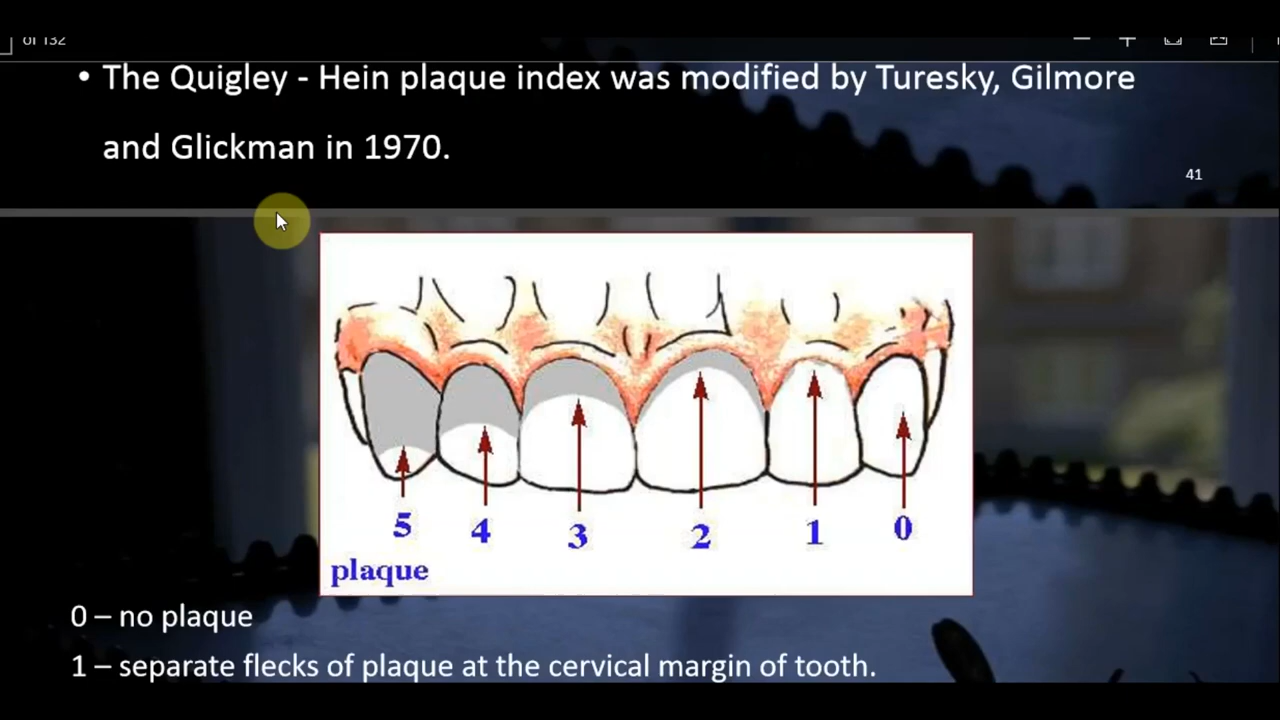 of 132
• The Quigley - Hein plaque index was modified by Turesky, Gilmore
and Glickman in 1970.
41
5 4 3 2 1 0
plaque
0 – no plaque
1 – separate flecks of plaque at the cervical margin of tooth.